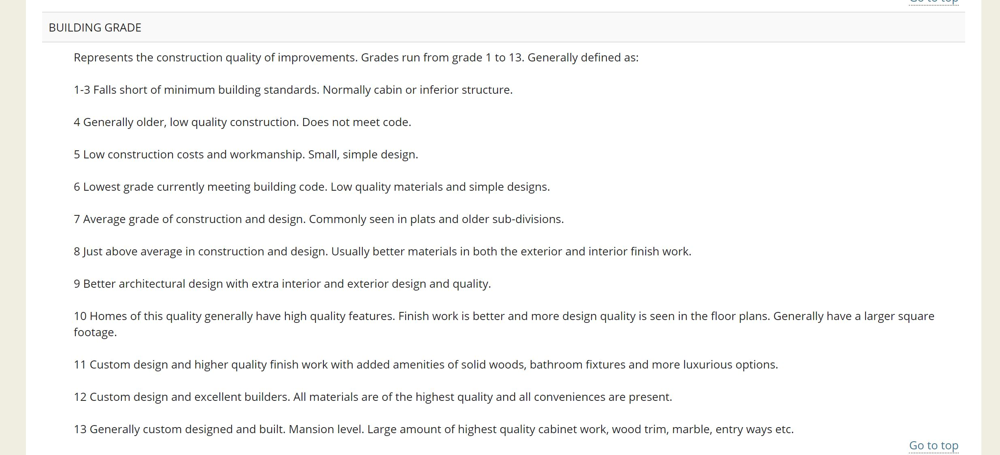 Go to top
BUILDING GRADE
Represents the construction quality of improvements. Grades run from grade 1 to 13. Generally defined as:
1-3 Falls short of minimum building standards. Normally cabin or inferior structure.
4 Generally older, low quality construction. Does not meet code.
5 Low construction costs and workmanship. Small, simple design.
6 Lowest grade currently meeting building code. Low quality materials and simple designs.
7 Average grade of construction and design. Commonly seen in plats and older sub-divisions.
8 Just above average in construction and design. Usually better materials in both the exterior and interior finish work.
9 Better architectural design with extra interior and exterior design and quality.
10 Homes of this quality generally have high quality features. Finish work is better and more design quality is seen in the floor plans. Generally have a larger square
footage.
11 Custom design and higher quality finish work with added amenities of solid woods, bathroom fixtures and more luxurious options.
12 Custom design and excellent builders. All materials are of the highest quality and all conveniences are present.
13 Generally custom designed and built. Mansion level. Large amount of highest quality cabinet work, wood trim, marble, entry ways etc.
Go to top